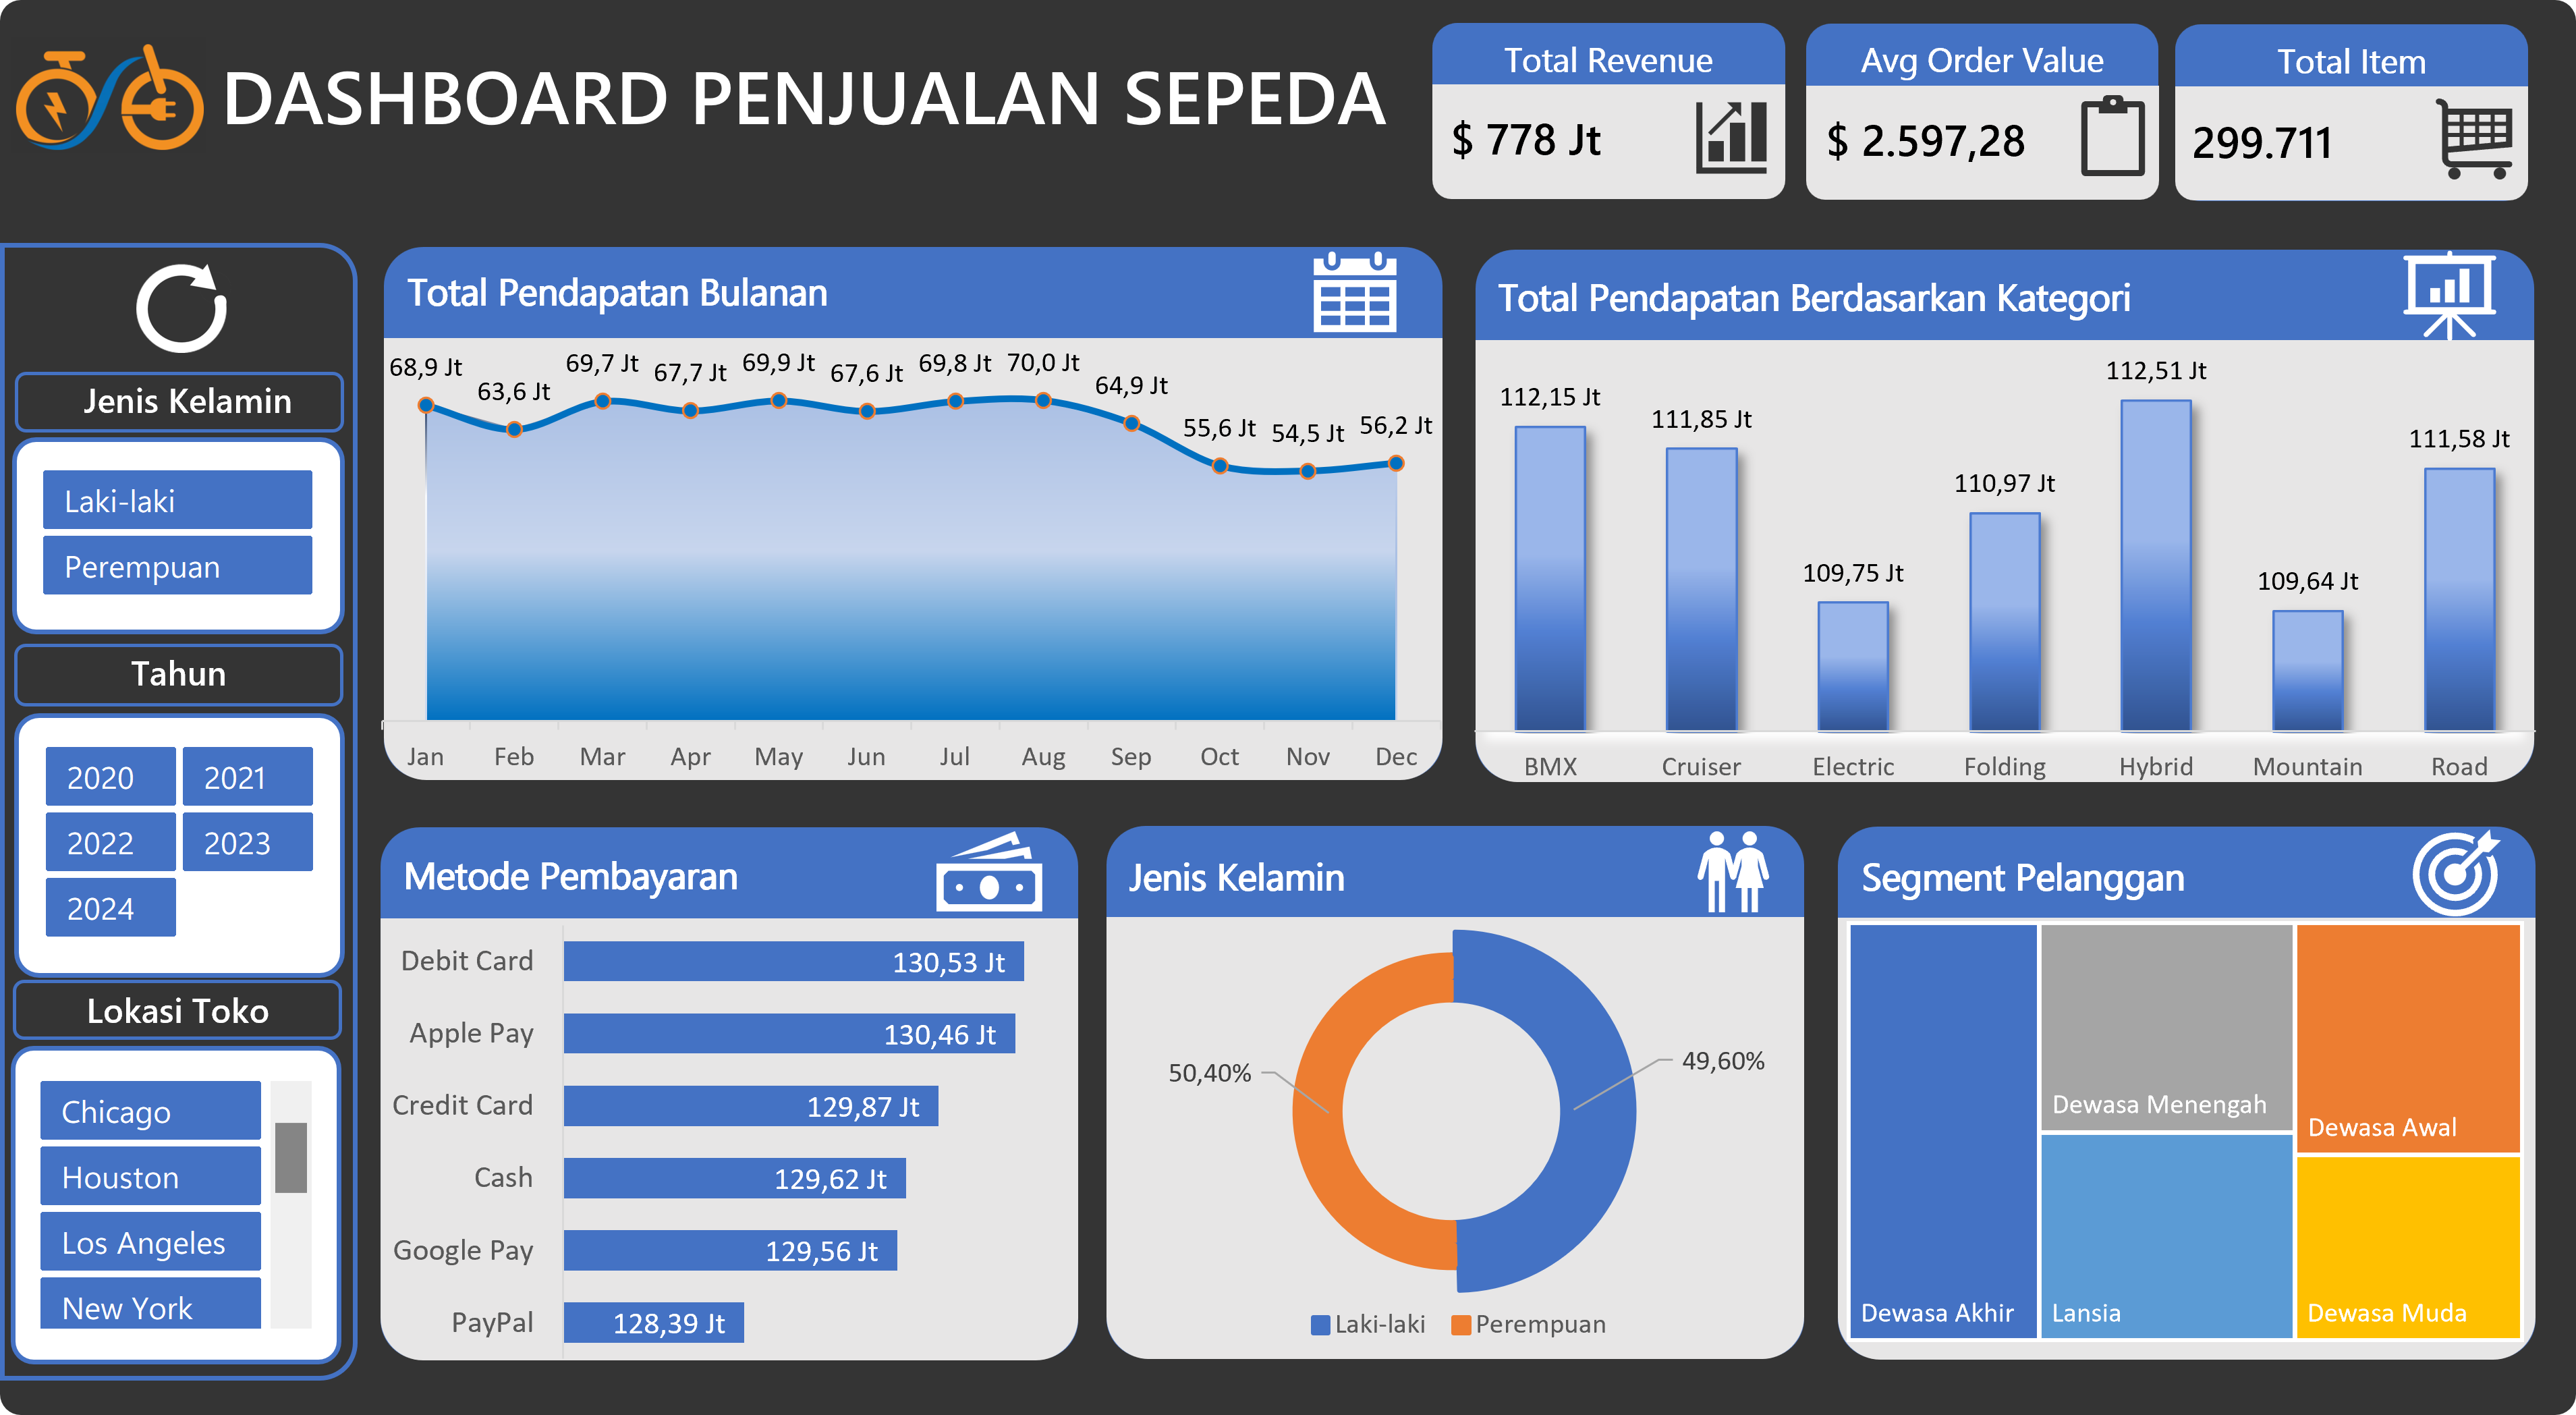 DASHBOARD PENJUALAN SEPEDA
Total Revenue
$ 778 Jt
Avg Order Value
$ 2.597,28
Total Item
299.711
Jenis Kelamin
Laki-laki
Perempuan
Tahun
2020 2021
2022 2023
2024
Lokasi Toko
Chicago
Houston
Los Angeles
New York
Total Pendapatan Bulanan
68,9 Jt 63,6 Jt 69,7 Jt 67,7 Jt 69,9 Jt 67,6 Jt 69,8 Jt 70,0 Jt 64,9 Jt 55,6 Jt 54,5 Jt 56,2 Jt
Jan Feb Mar Apr May Jun Jul Aug Sep Oct Nov Dec
Total Pendapatan Berdasarkan Kategori
112,15 Jt 111,85 Jt 109,75 Jt 110,97 Jt 112,51 Jt 109,64 Jt 111,58 Jt
BMX Cruiser Electric Folding Hybrid Mountain Road
Metode Pembayaran
Debit Card 130,53 Jt
Apple Pay 130,46 Jt
Credit Card 129,87 Jt
Cash 129,62 Jt
Google Pay 129,56 Jt
PayPal 128,39 Jt
Jenis Kelamin
50,40% 49,60%
Laki-laki Perempuan
Segment Pelanggan
Dewasa Menengah
Dewasa Awal
Dewasa Akhir Lansia Dewasa Muda